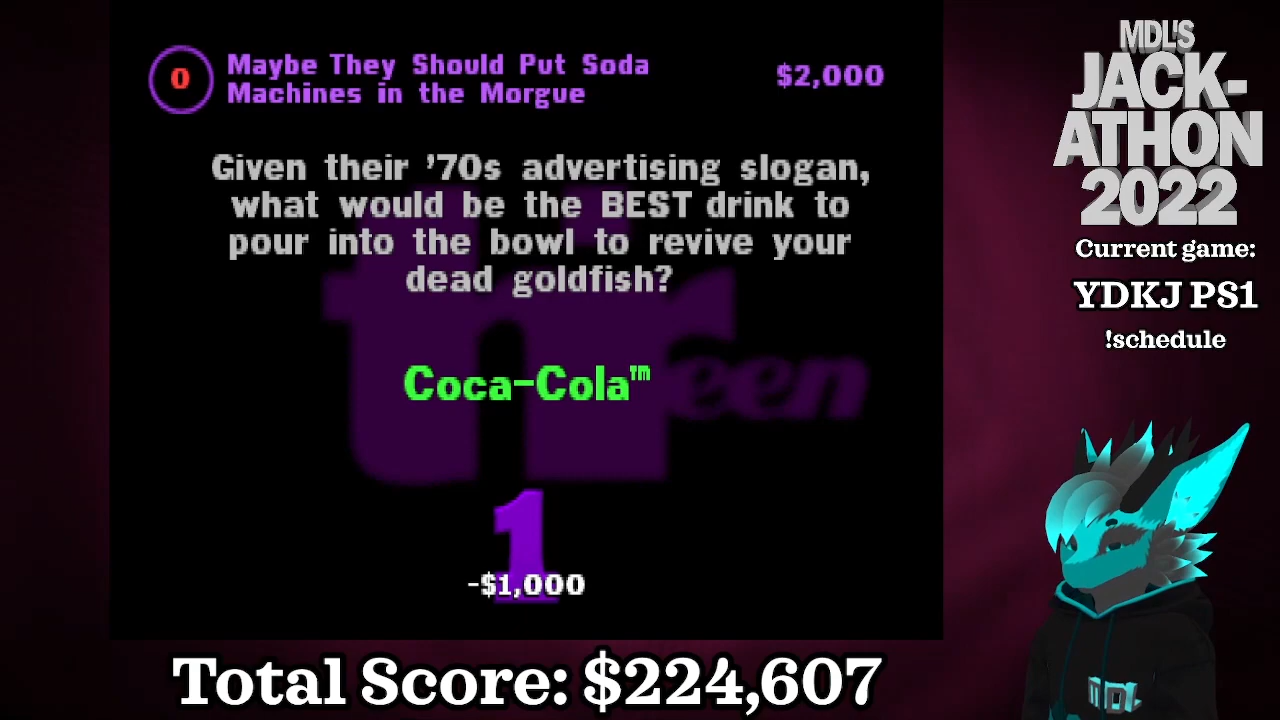 0
Maybe They Should Put Soda
Machines in the Morgue
$2,000
Given their '70s advertising slogan,
what would be the BEST drink to
pour into the bowl to revive your
dead goldfish?
Coca-Cola™
1
-$1,000
Total Score: $224,607
MDL'S
JACK-
ATHON
2022
Current game:
YDKJ PS1
!schedule
MDL